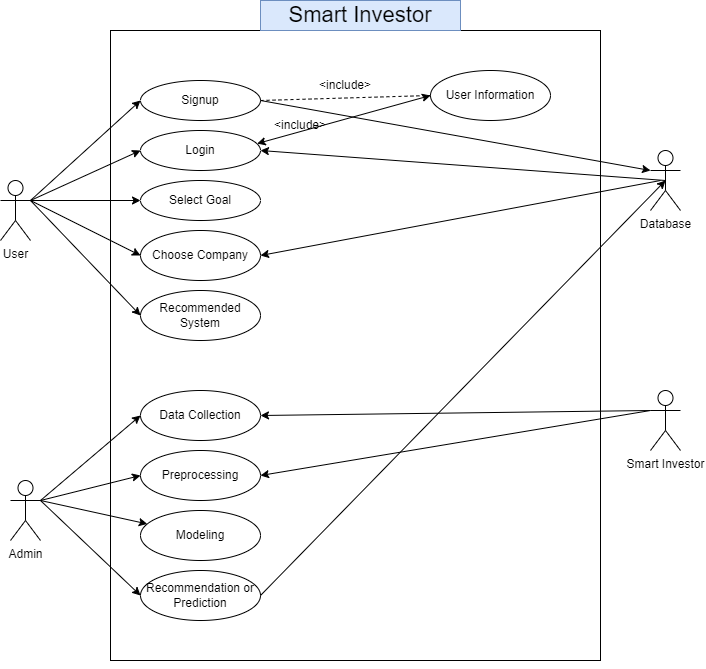 Smart Investor
<include>
Signup
User Information
<include>
Login
Select Goal
Database
User
Choose Company
Recommended
System
Data Collection
Smart Investor
Preprocessing
Modeling
Admin
Recommendation or
Prediction